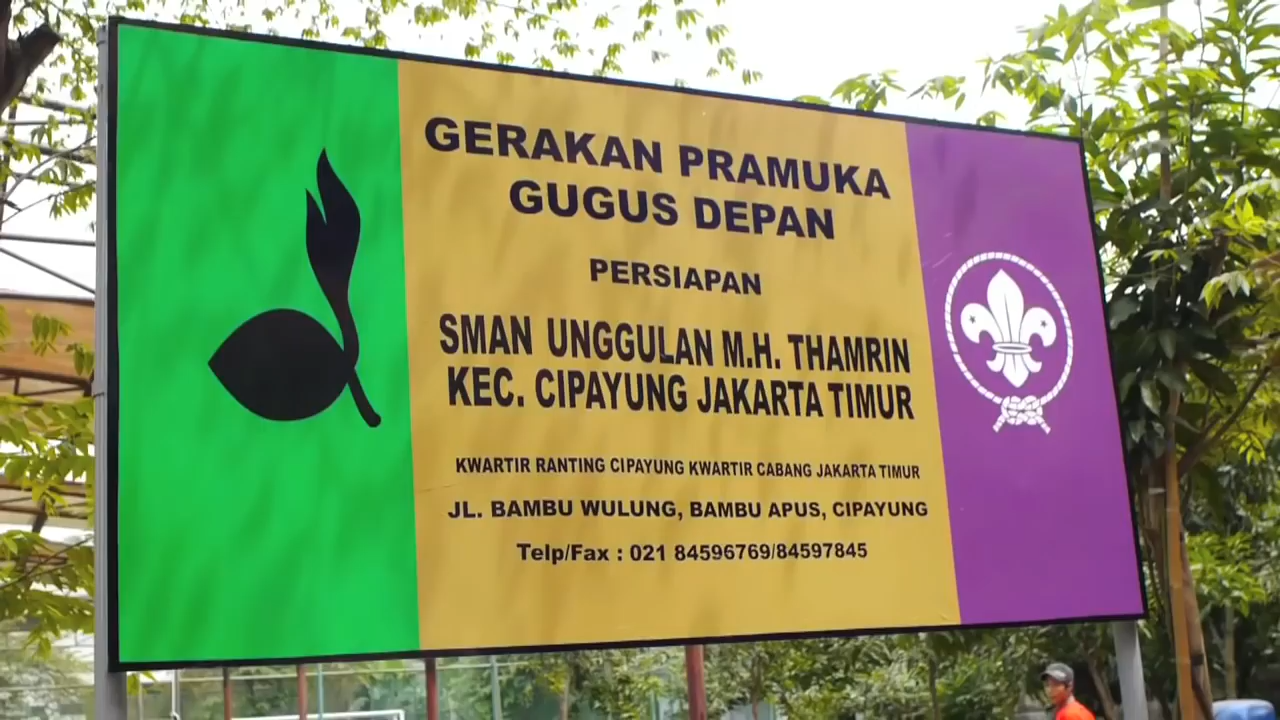 GERAKAN PRAMUKA
GUGUS DEPAN
PERSIAPAN
SMAN UNGGULAN M.H. THAMRIN
KEC. CIPAYUNG JAKARTA TIMUR
KWARTIR RANTING CIPAYUNG KWARTIR CABANG JAKARTA TIMUR
JL. BAMBU WULUNG, BAMBU APUS, CIPAYUNG
Telp/Fax : 021 84596769/84597845